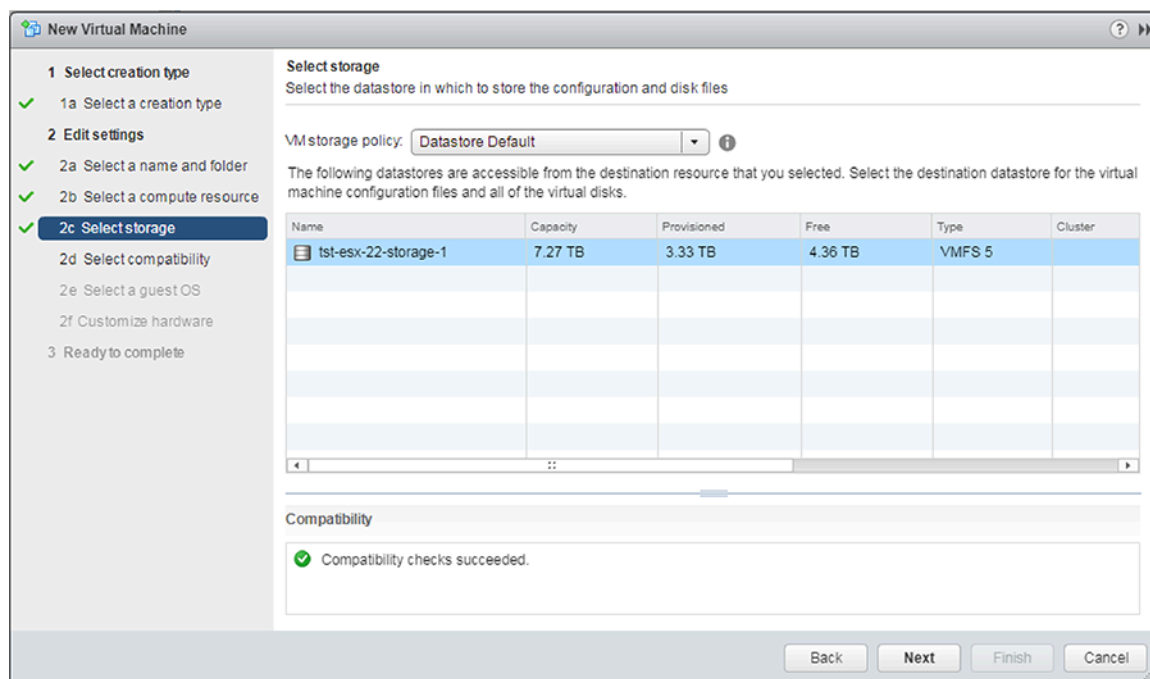 New Virtual Machine
1 Select creation type
1a Select a creation type
2 Edit settings
2a Select a name and folder
2b Select a compute resource
2c Select storage
2d Select compatibility
2e Select a guest OS
2f Customize hardware
3 Ready to complete
Select storage
Select the datastore in which to store the configuration and disk files
VM storage policy: Datastore Default
The following datastores are accessible from the destination resource that you selected. Select the destination datastore for the virtual
machine configuration files and all of the virtual disks.
Name Capacity Provisioned Free Type Cluster
tst-esx-22-storage-1 7.27 TB 3.33 TB 4.36 TB VMFS 5
Compatibility
Compatibility checks succeeded.
Back Next Finish Cancel